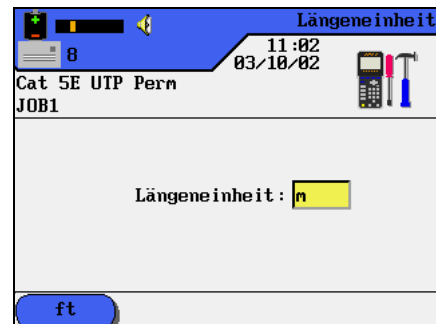 Längeneinheit
8
11:02
03/10/02
Cat 5E UTP Perm
JOB1
Längeneinheit: m
ft